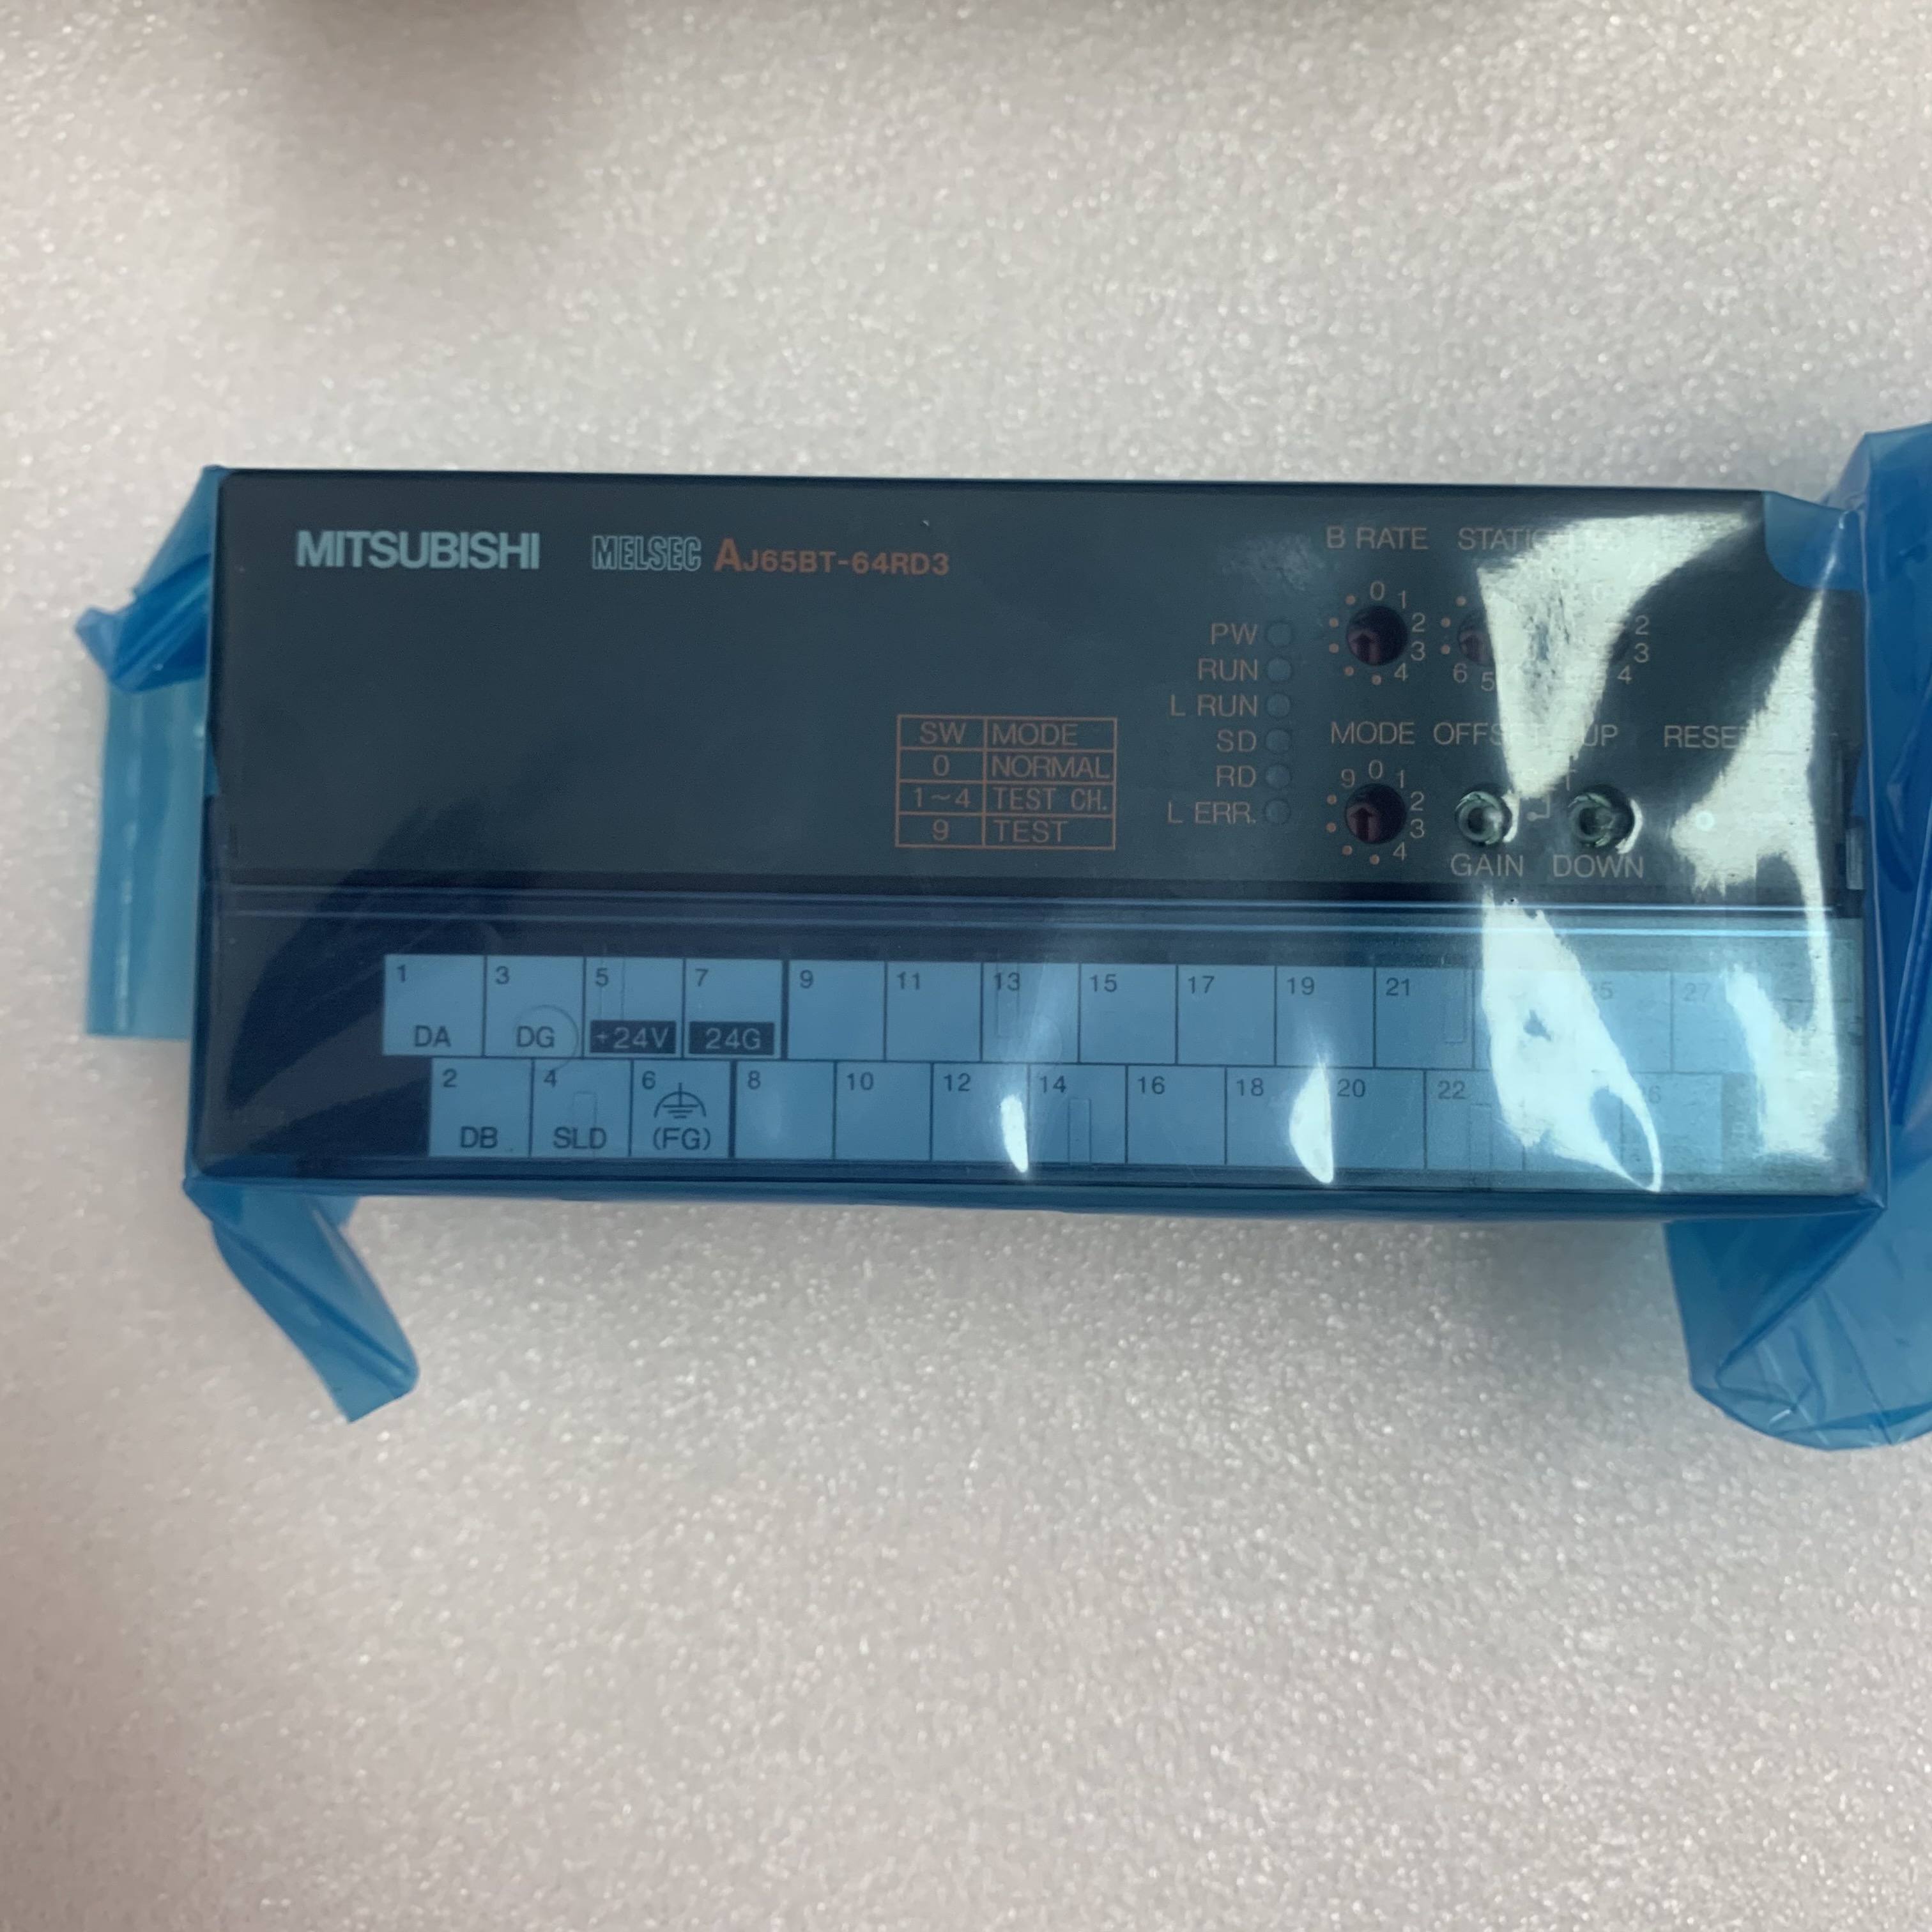 MITSUBISHI MELSEC AJ65BT-64RD3
B RATE
0 1 2 3 4
6 5
2 3 4
PW
RUN
L RUN
SD
RD
L ERR.
SW MODE
0 NORMAL
1~4 TEST CH.
9 TEST
MODE UP
9 0 1 2 3 4
GAIN DOWN
1 3 5 7 9 11 13 15 17 19 21 25 27
DA DG +24V 24G
2 4 6 8 10 12 14 16 18 20 22
DB SLD (FG)